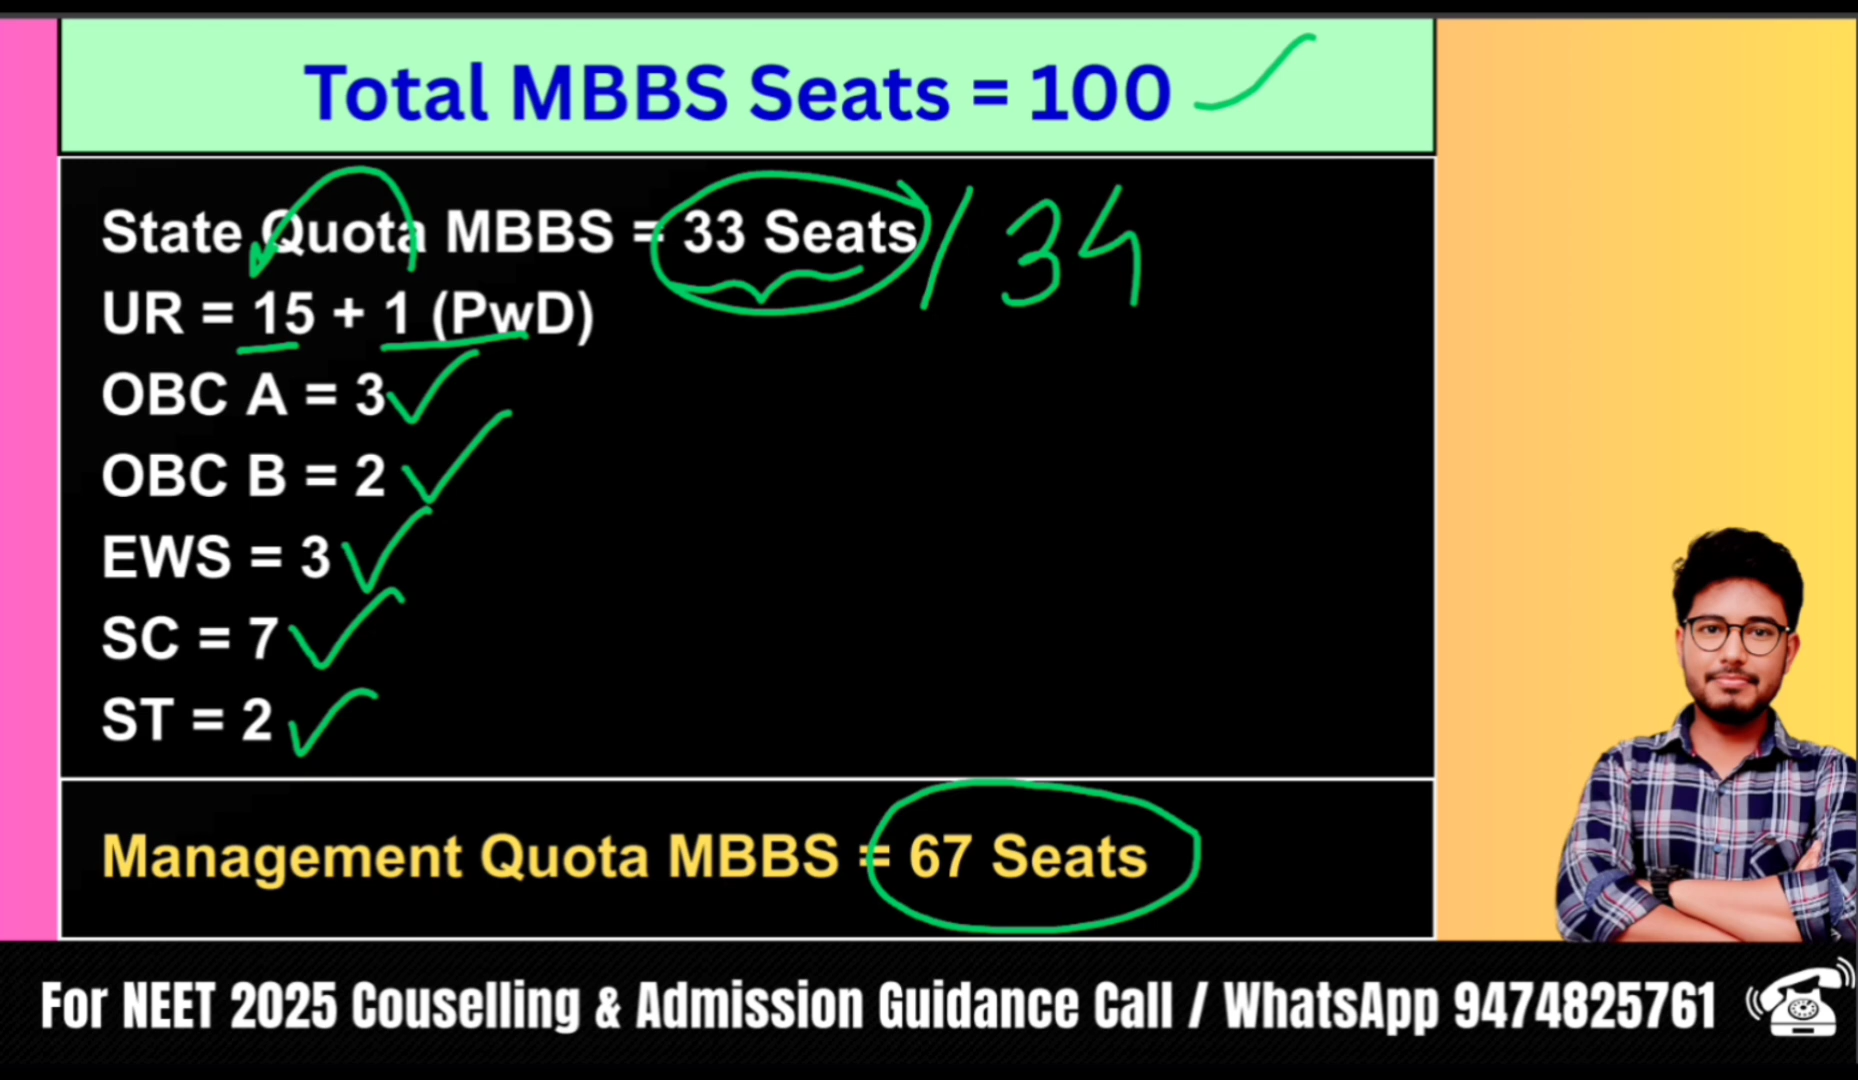 Total MBBS Seats = 100
State Quota MBBS = 33 Seats / 34
UR = 15 + 1 (PwD)
OBC A = 3
OBC B = 2
EWS = 3
SC = 7
ST = 2
Management Quota MBBS = 67 Seats
For NEET 2025 Couselling & Admission Guidance Call / WhatsApp 9474825761